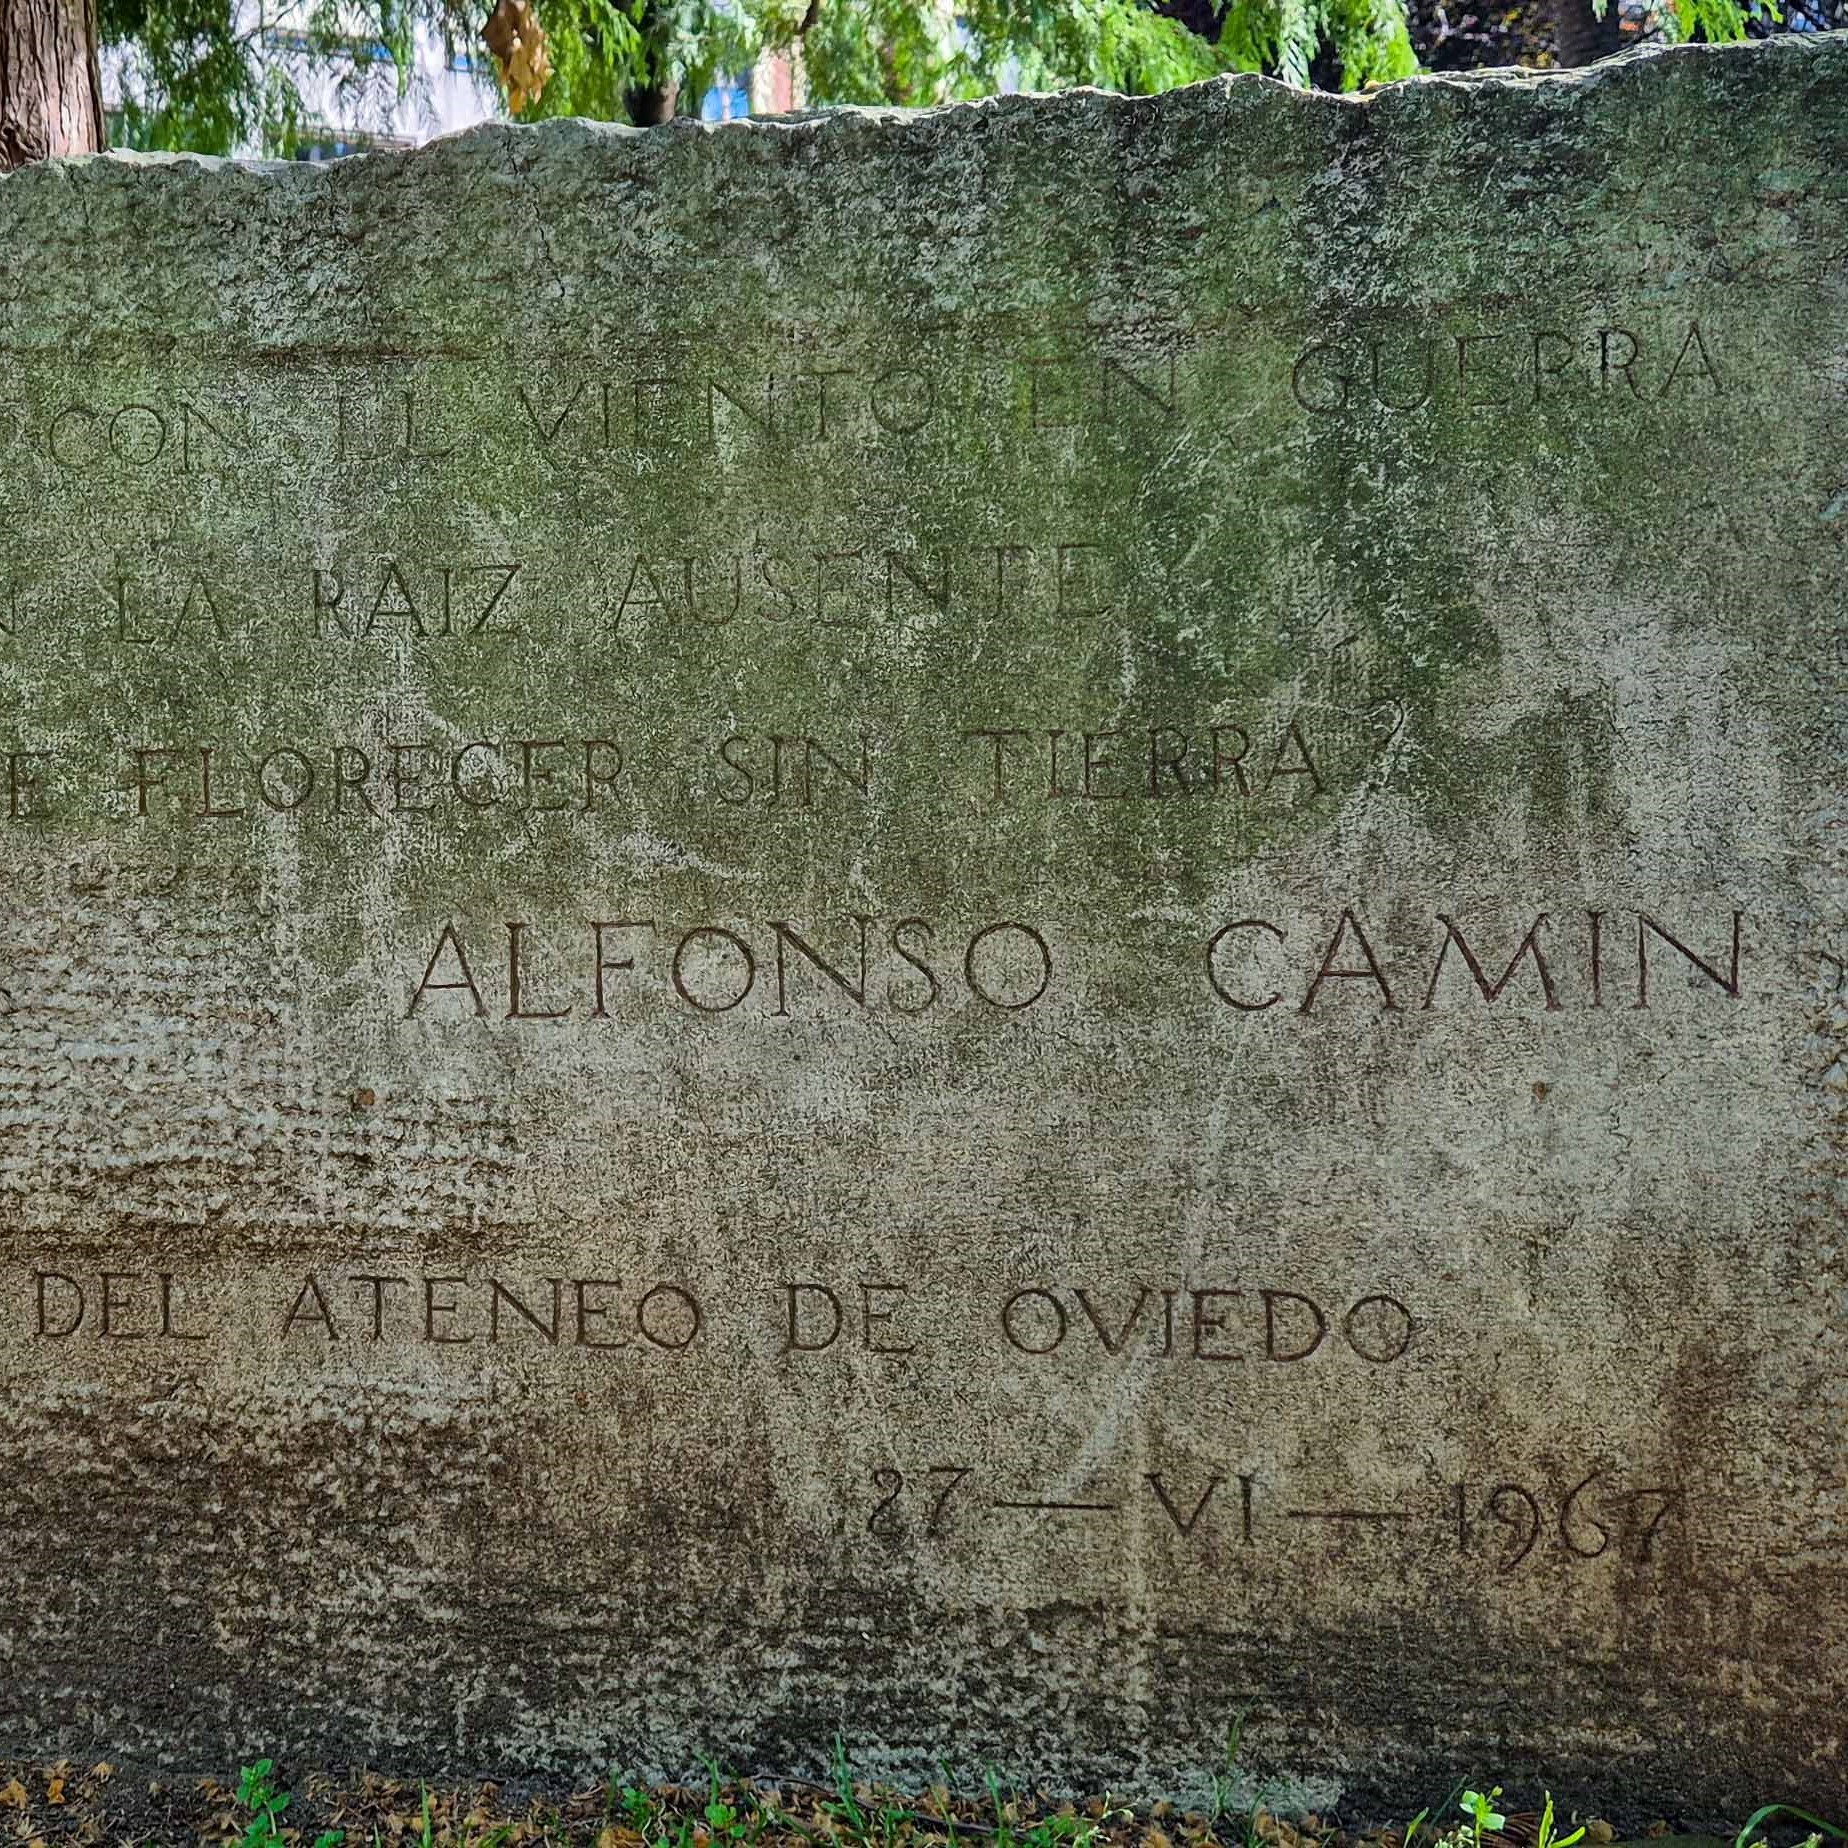 CON EL VIENTO EN GUERRA
LA RAIZ AUSENTE
FLORECER SIN TIERRA?
ALFONSO CAMIN
DEL ATENEO DE OVIEDO
27—VI—1967